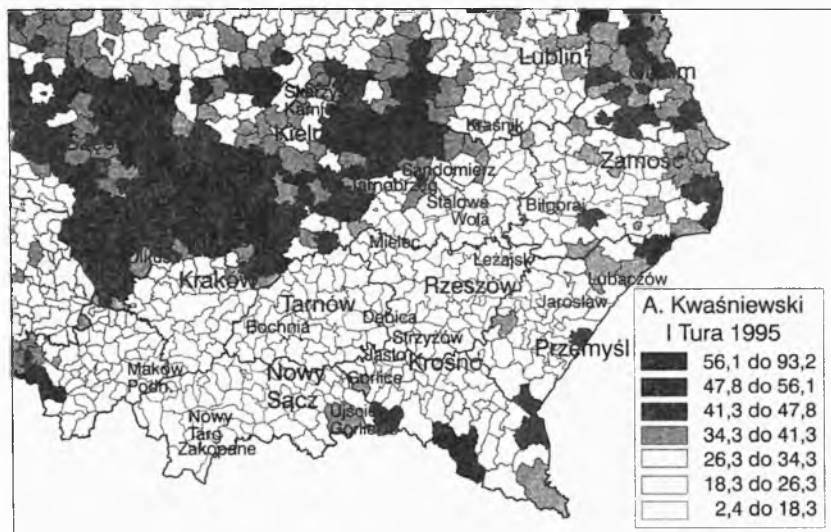 Lublin
Kraśnik
Zamość
Sandomierz
Stalowa
Wola
Biłgoraj
Mielec
Leżajsk
Kraków
Lubaczów
Tarnów
Rzeszów
Jarosław
Bochnia
Dębica
Strzyżów
Przemyśl
Jasło
Krosno
Maków
Podh.
Nowy
Sącz
Gorlice
Nowy
Targ
Zakopane
Ujście
Gorlic
A. Kwaśniewski
I Tura 1995
56,1 do 93,2
47,8 do 56,1
41,3 do 47,8
34,3 do 41,3
26,3 do 34,3
18,3 do 26,3
2,4 do 18,3